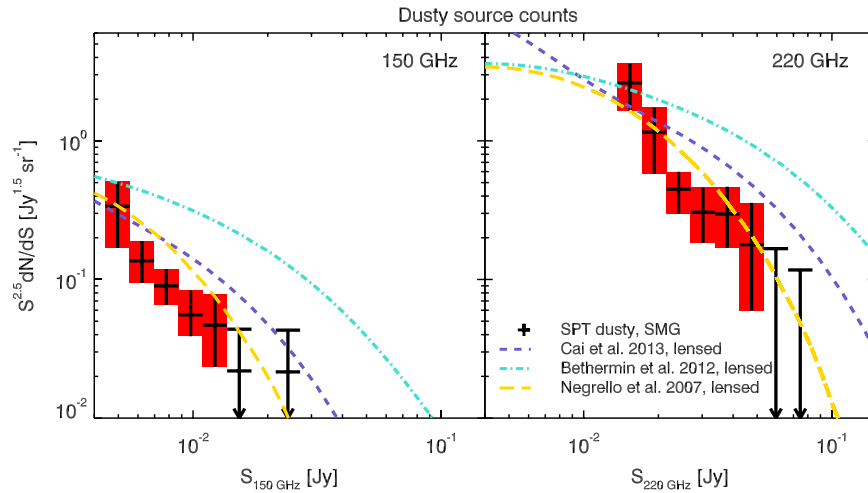 Dusty source counts
150 GHz
220 GHz
S^2.5 dN/dS [Jy^1.5 sr^-1]
10^0
10^-1
10^-2
SPT dusty, SMG
Cai et al. 2013, lensed
Bethermin et al. 2012, lensed
Negrello et al. 2007, lensed
10^-2
10^-1
10^-2
10^-1
S_150 GHz [Jy]
S_220 GHz [Jy]